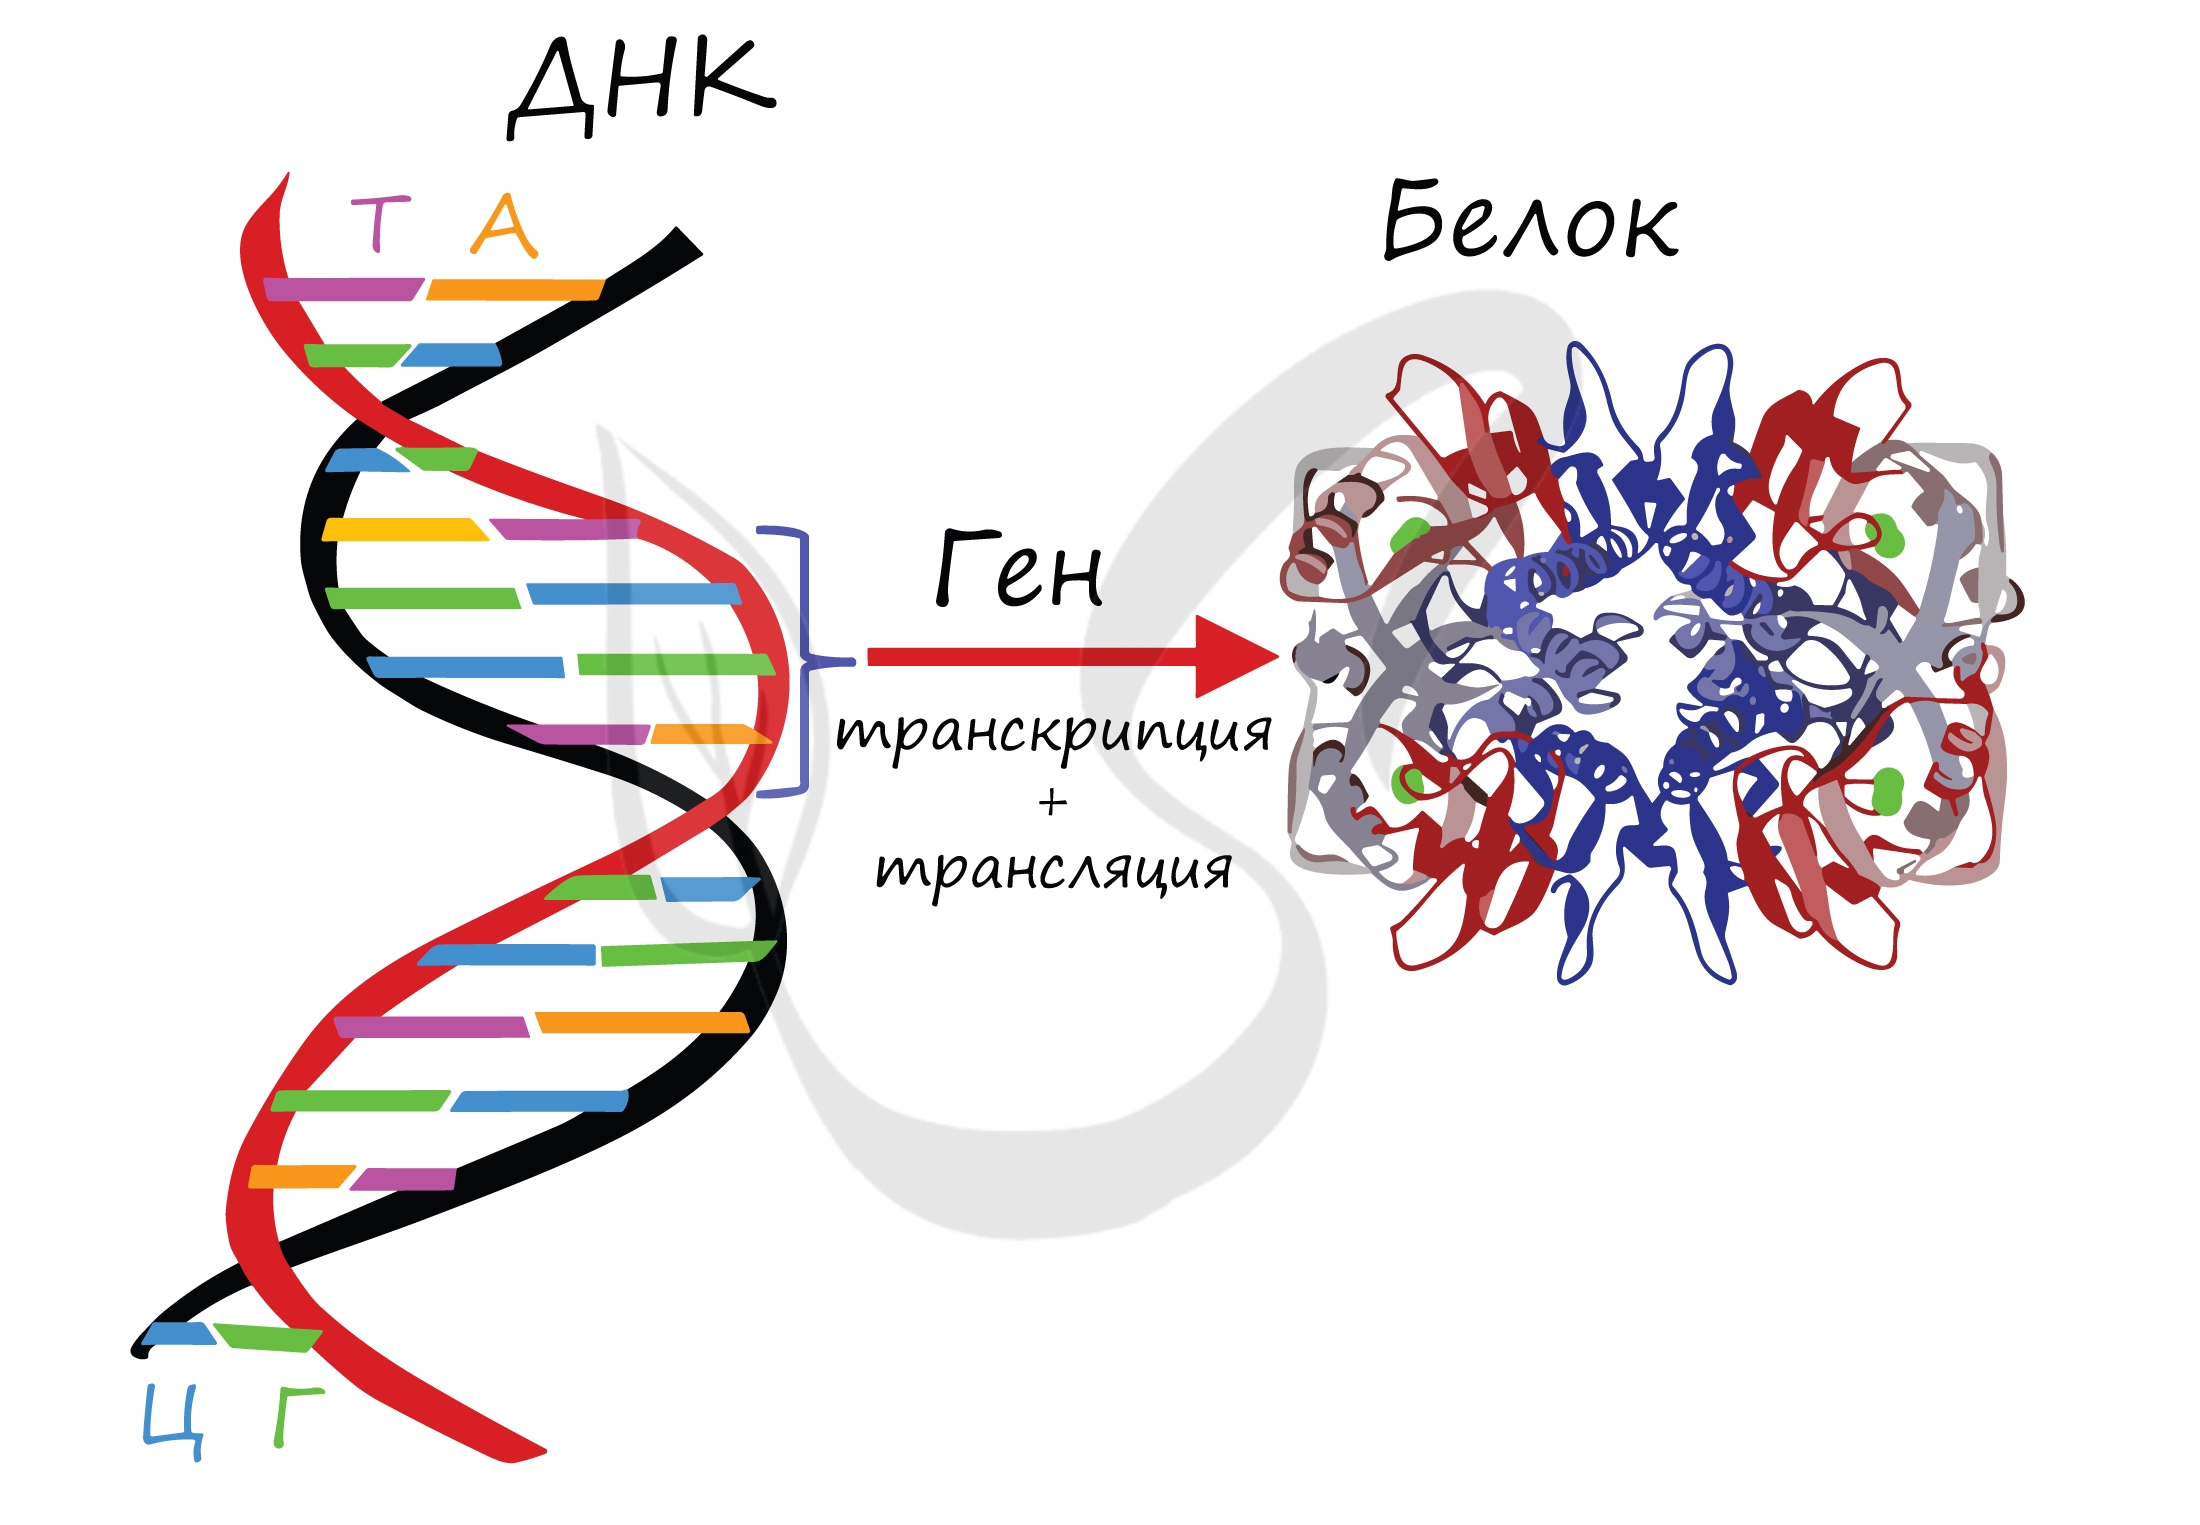 ДНК
Т А
Белок
Ген
транскрипция
+
трансляция
Ц Г